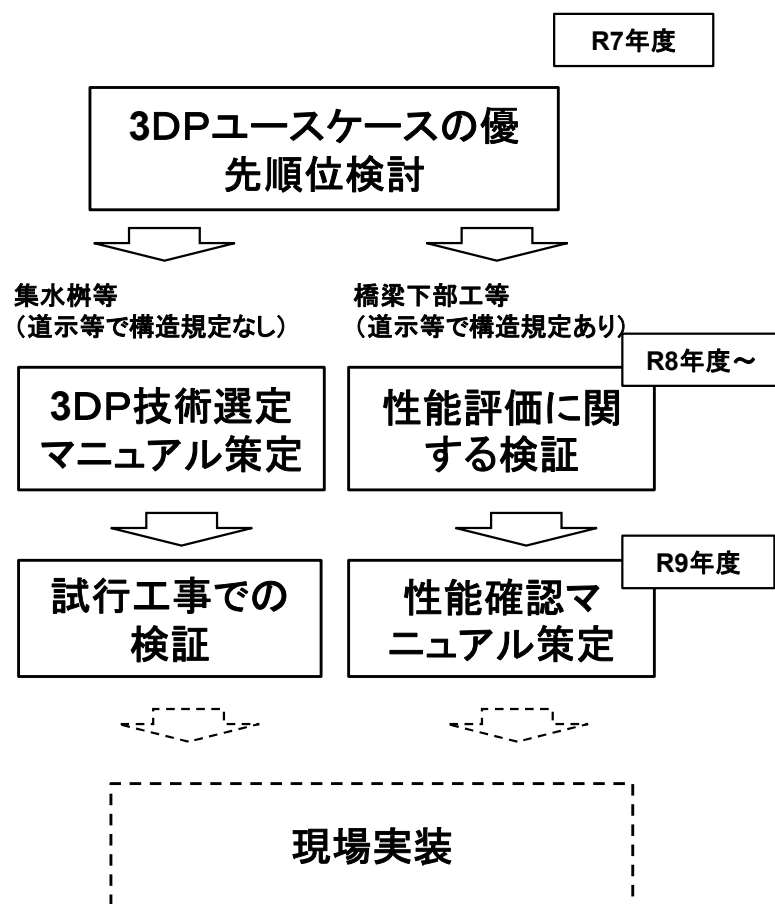 R7年度
3DPユースケースの優
先順位検討
集水桝等
（道示等で構造規定なし）
橋梁下部工等
（道示等で構造規定あり）
R8年度～
3DP技術選定
マニュアル策定
性能評価に関
する検証
R9年度
試行工事での
検証
性能確認マ
ニュアル策定
現場実装